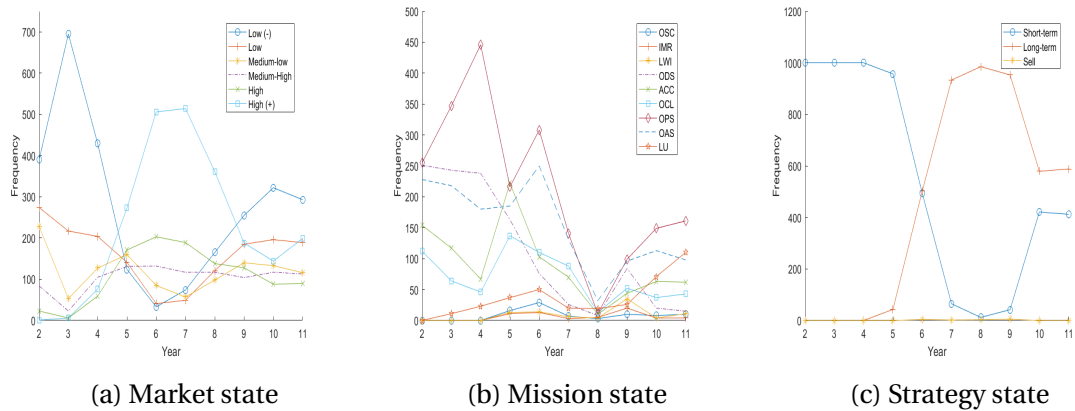 Frequency
700
600
500
400
300
200
100
0
2 3 4 5 6 7 8 9 10 11
Year
Low (-)
Low
Medium-low
Medium-High
High
High (+)
(a) Market state
Frequency
500
450
400
350
300
250
200
150
100
50
0
2 3 4 5 6 7 8 9 10 11
Year
OSC
IMR
LWI
ODS
ACC
OCL
OPS
OAS
LU
(b) Mission state
Frequency
1200
1000
800
600
400
200
0
2 3 4 5 6 7 8 9 10 11
Year
Short-term
Long-term
Sell
(c) Strategy state